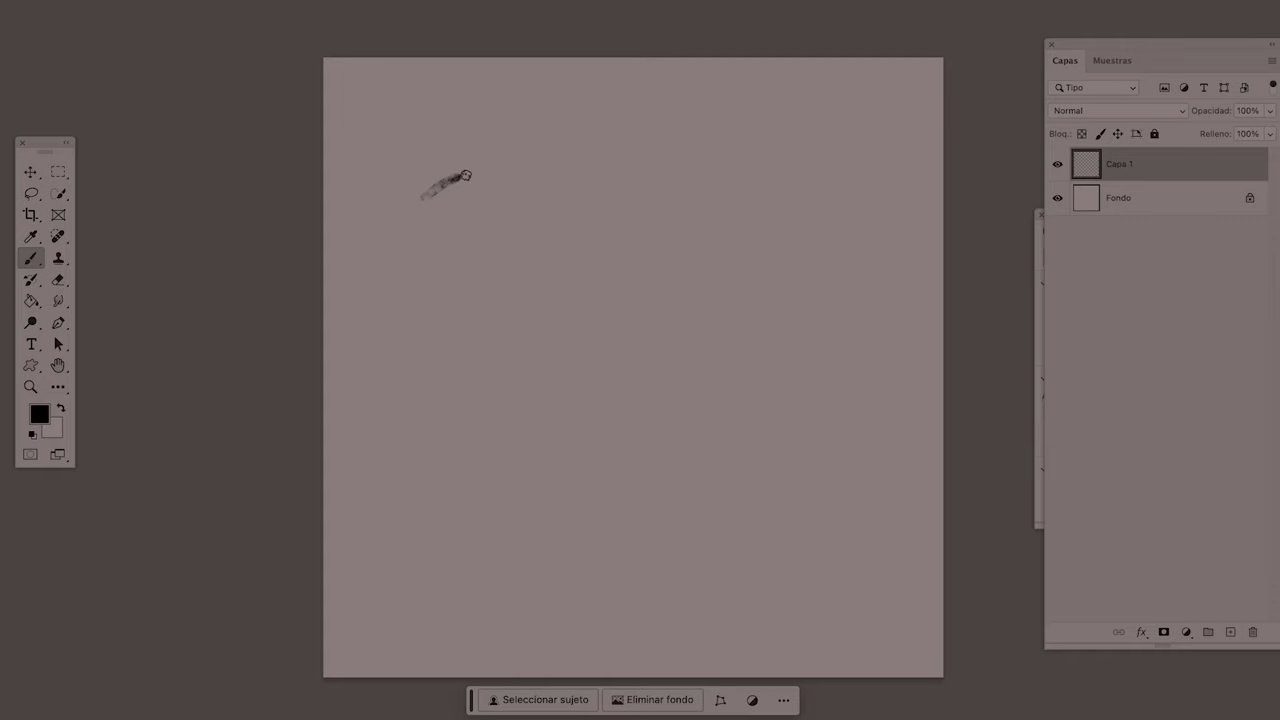 Capas Muestras
Tipo
Normal Opacidad: 100%
Bloq.: Relleno: 100%
Capa 1
Fondo
Seleccionar sujeto Eliminar fondo